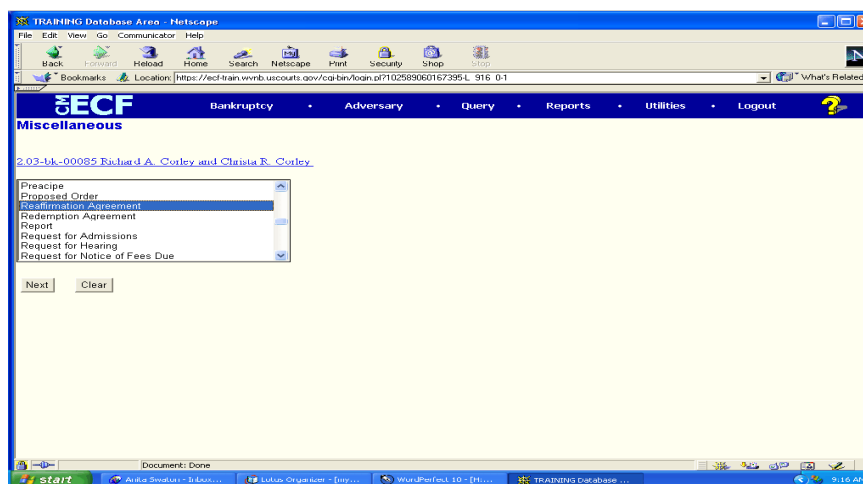 TRAINING Database Area - Netscape
File Edit View Go Communicator Help
Back Forward Reload Home Search Netscape Print Security Shop Stop
Bookmarks Location: https://ecf-train.wvnb.uscourts.gov/cgi-bin/login.pl?102589060167395-L_916_0-1 What's Related
CM ECF Bankruptcy • Adversary • Query • Reports • Utilities • Logout ?
Miscellaneous
2:03-bk-00085 Richard A. Corley and Christa R. Corley
Preacipe
Proposed Order
Reaffirmation Agreement
Redemption Agreement
Report
Request for Admissions
Request for Hearing
Request for Notice of Fees Due
Next Clear
Document: Done
start Anita - Inbox... Lotus Organizer - [my... WordPerfect 10 - [H:... TRAINING Database ... 9:16 AM